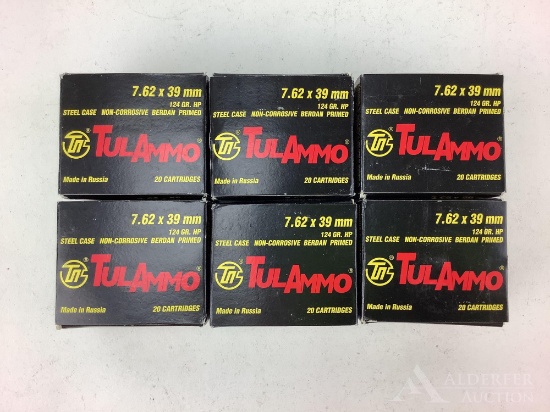 7.62 x 39 mm
124 GR. HP
STEEL CASE NON-CORROSIVE BERDAN PRIMED
TULAMMO®
Made in Russia
20 CARTRIDGES
7.62 x 39 mm
124 GR. HP
STEEL CASE NON-CORROSIVE BERDAN PRIMED
TULAMMO®
Made in Russia
20 CARTRIDGES
7.62 x 39 mm
124 GR. HP
STEEL CASE NON-CORROSIVE BERDAN PRIMED
TULAMMO®
Made in Russia
20 CARTRIDGES
7.62 x 39 mm
124 GR. HP
STEEL CASE NON-CORROSIVE BERDAN PRIMED
TULAMMO®
Made in Russia
20 CARTRIDGES
7.62 x 39 mm
124 GR. HP
STEEL CASE NON-CORROSIVE BERDAN PRIMED
TULAMMO®
Made in Russia
20 CARTRIDGES
7.62 x 39 mm
124 GR. HP
STEEL CASE NON-CORROSIVE BERDAN PRIMED
TULAMMO®
Made in Russia
20 CARTRIDGES
ALDERFER
AUCTION